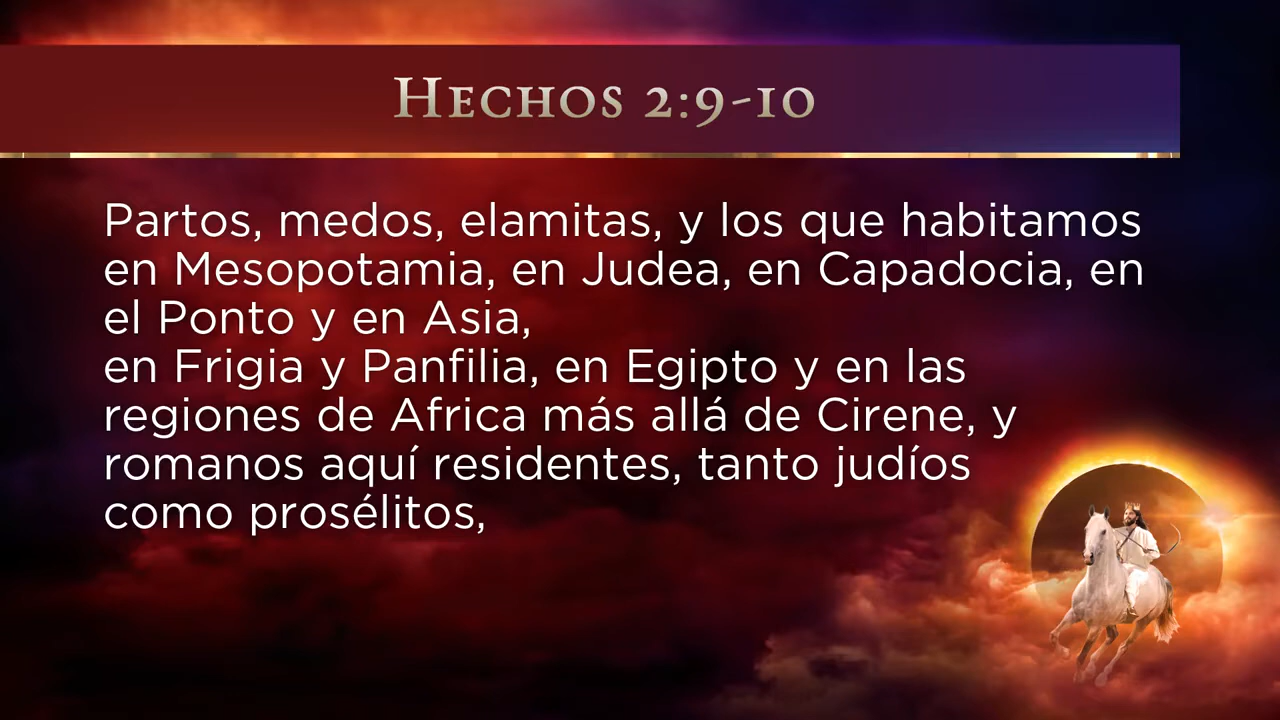 Hechos 2:9-10
Partos, medos, elamitas, y los que habitamos
en Mesopotamia, en Judea, en Capadocia, en
el Ponto y en Asia,
en Frigia y Panfilia, en Egipto y en las
regiones de Africa más allá de Cirene, y
romanos aquí residentes, tanto judíos
como prosélitos,